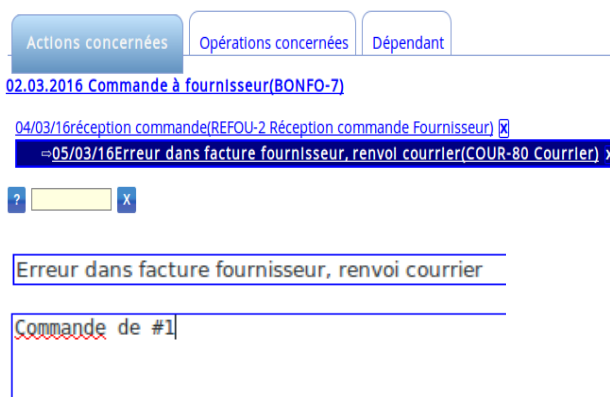 Actions concernées Opérations concernées Dépendant
02.03.2016 Commande à fournisseur(BONFO-7)
04/03/16réception commande(REFOU-2 Réception commande Fournisseur) x
⇨05/03/16Erreur dans facture fournisseur, renvoi courrier(COUR-80 Courrier) x
? X
Erreur dans facture fournisseur, renvoi courrier
Commande de #1